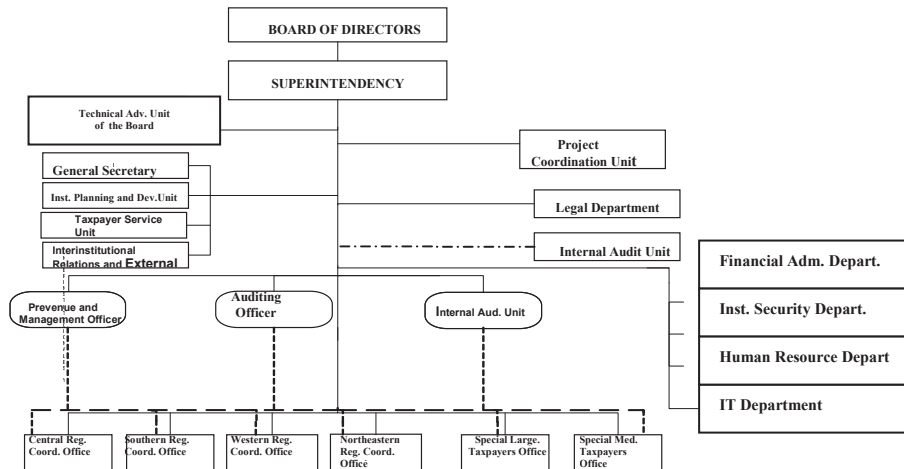 BOARD OF DIRECTORS
SUPERINTENDENCY
Technical Adv. Unit
of the Board
Project
Coordination Unit
General Secretary
Inst. Planning and Dev.Unit
Taxpayer Service
Unit
Interinstitutional
Relations and External
Legal Department
Internal Audit Unit
Financial Adm. Depart.
Inst. Security Depart.
Human Resource Depart
IT Department
Prevenue and
Management Officer
Auditing
Officer
Internal Aud. Unit
Central Reg.
Coord. Office
Southern Reg.
Coord. Office
Western Reg.
Coord. Office
Northeastern
Reg. Coord.
Office
Special Large.
Taxpayers Office
Special Med.
Taxpayers
Office